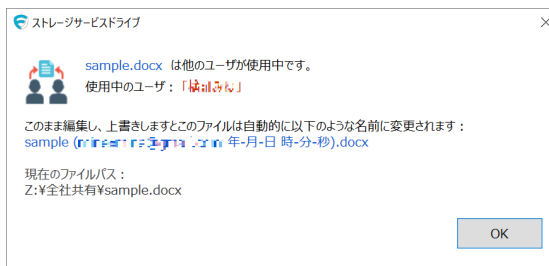 ストレージサービスドライブ
sample.docx は他のユーザが使用中です。
使用中のユーザ：「」
このまま編集し、上書きしますとこのファイルは自動的に以下のような名前に変更されます：
sample ( 年-月-日 時-分-秒).docx
現在のファイルパス：
Z:¥全社共有¥sample.docx
OK